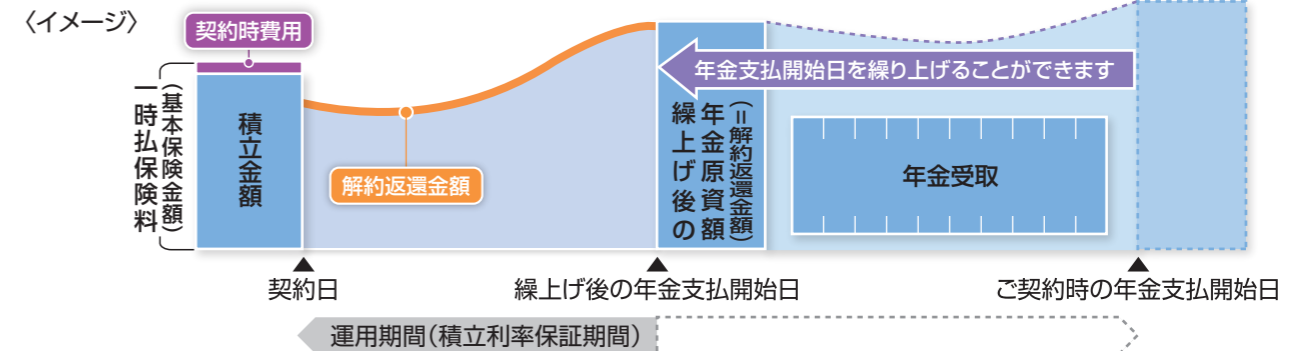 〈イメージ〉
契約時費用
一時払保険料
(基本保険金額)
積立金額
解約返還金額
繰上げ後の
年金原資額
(=解約返還金額)
年金支払開始日を繰り上げることができます
年金受取
契約日
繰上げ後の年金支払開始日
ご契約時の年金支払開始日
運用期間(積立利率保証期間)